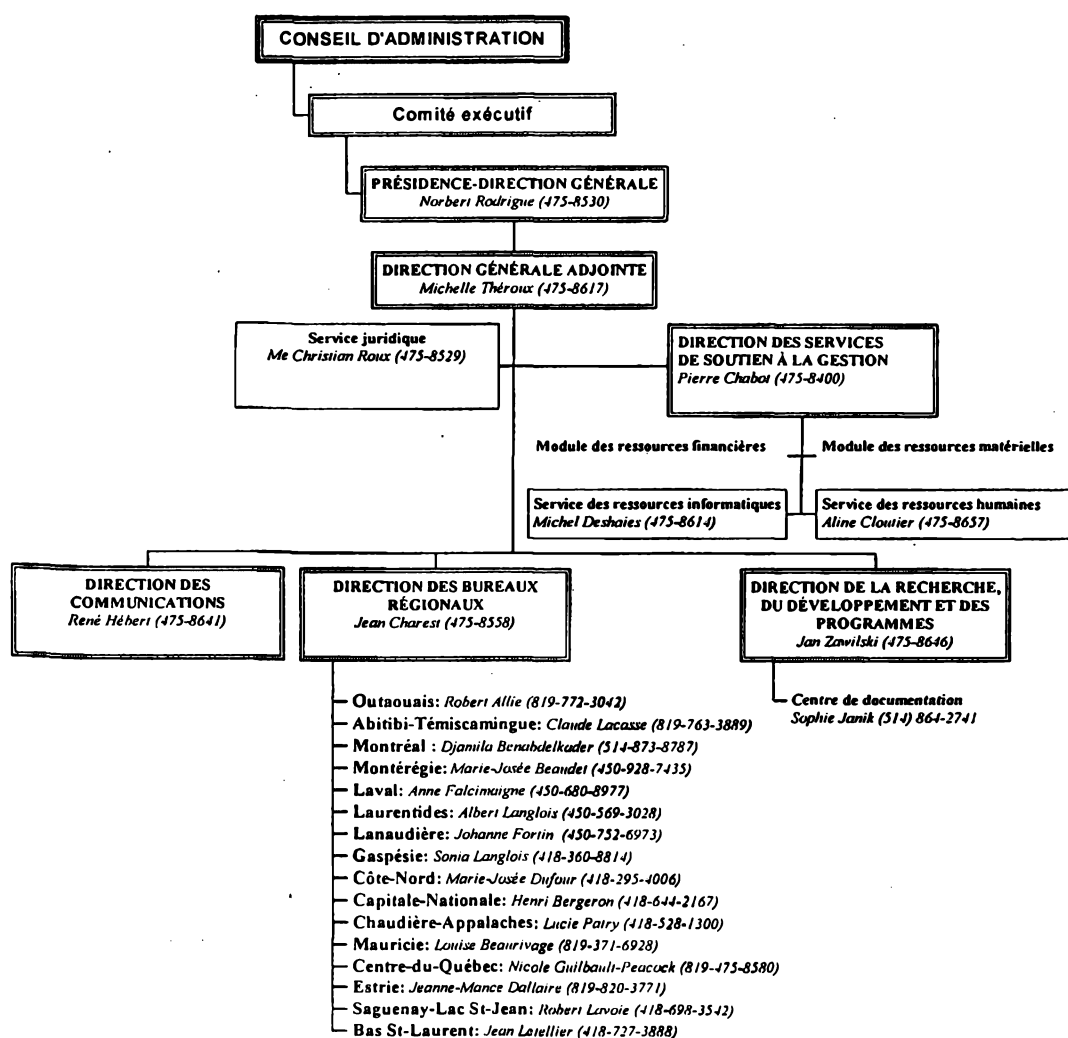 CONSEIL D'ADMINISTRATION
Comité exécutif
PRÉSIDENCE-DIRECTION GÉNÉRALE
Norbert Rodrigue (475-8530)
DIRECTION GÉNÉRALE ADJOINTE
Michelle Théroux (475-8617)
Service juridique
Me Christian Roux (475-8529)
DIRECTION DES SERVICES
DE SOUTIEN À LA GESTION
Pierre Chabot (475-8400)
Module des ressources financières
Module des ressources matérielles
Service des ressources informatiques
Michel Deshaies (475-8614)
Service des ressources humaines
Aline Cloutier (475-8657)
DIRECTION DES
COMMUNICATIONS
René Hébert (475-8641)
DIRECTION DES BUREAUX
RÉGIONAUX
Jean Charest (475-8558)
DIRECTION DE LA RECHERCHE,
DU DÉVELOPPEMENT ET DES
PROGRAMMES
Jan Zawilski (475-8646)
Centre de documentation
Sophie Janik (514) 864-2741
Outaouais: Robert Allie (819-772-3042)
Abitibi-Témiscamingue: Claude Lacasse (819-763-3889)
Montréal : Djamila Benabdelkader (514-873-8787)
Montérégie: Marie-Josée Beaudet (450-928-7435)
Laval: Anne Falcimaigne (450-680-8977)
Laurentides: Albert Langlois (450-569-3028)
Lanaudière: Johanne Fortin (450-752-6973)
Gaspésie: Sonia Langlois (418-360-8814)
Côte-Nord: Marie-Josée Dufour (418-295-4006)
Capitale-Nationale: Henri Bergeron (418-644-2167)
Chaudière-Appalaches: Lucie Patry (418-528-1300)
Mauricie: Louise Beaurivage (819-371-6928)
Centre-du-Québec: Nicole Guilbault-Peacock (819-475-8580)
Estrie: Jeanne-Mance Dallaire (819-820-3771)
Saguenay-Lac St-Jean: Robert Lavoie (418-698-3542)
Bas St-Laurent: Jean Letellier (418-727-3888)